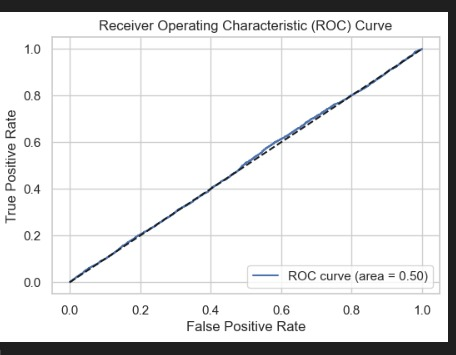 Receiver Operating Characteristic (ROC) Curve
1.0
0.8
0.6
0.4
0.2
0.0
True Positive Rate
ROC curve (area = 0.50)
0.0 0.2 0.4 0.6 0.8 1.0
False Positive Rate